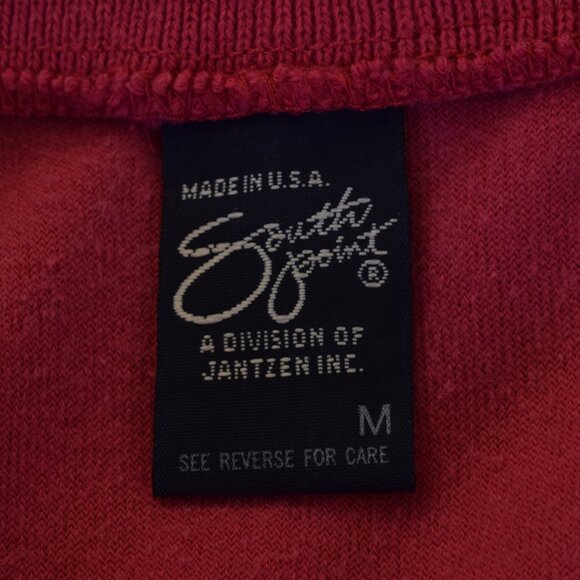 MADE IN U.S.A.
South
point ®
A DIVISION OF
JANTZEN INC.
M
SEE REVERSE FOR CARE